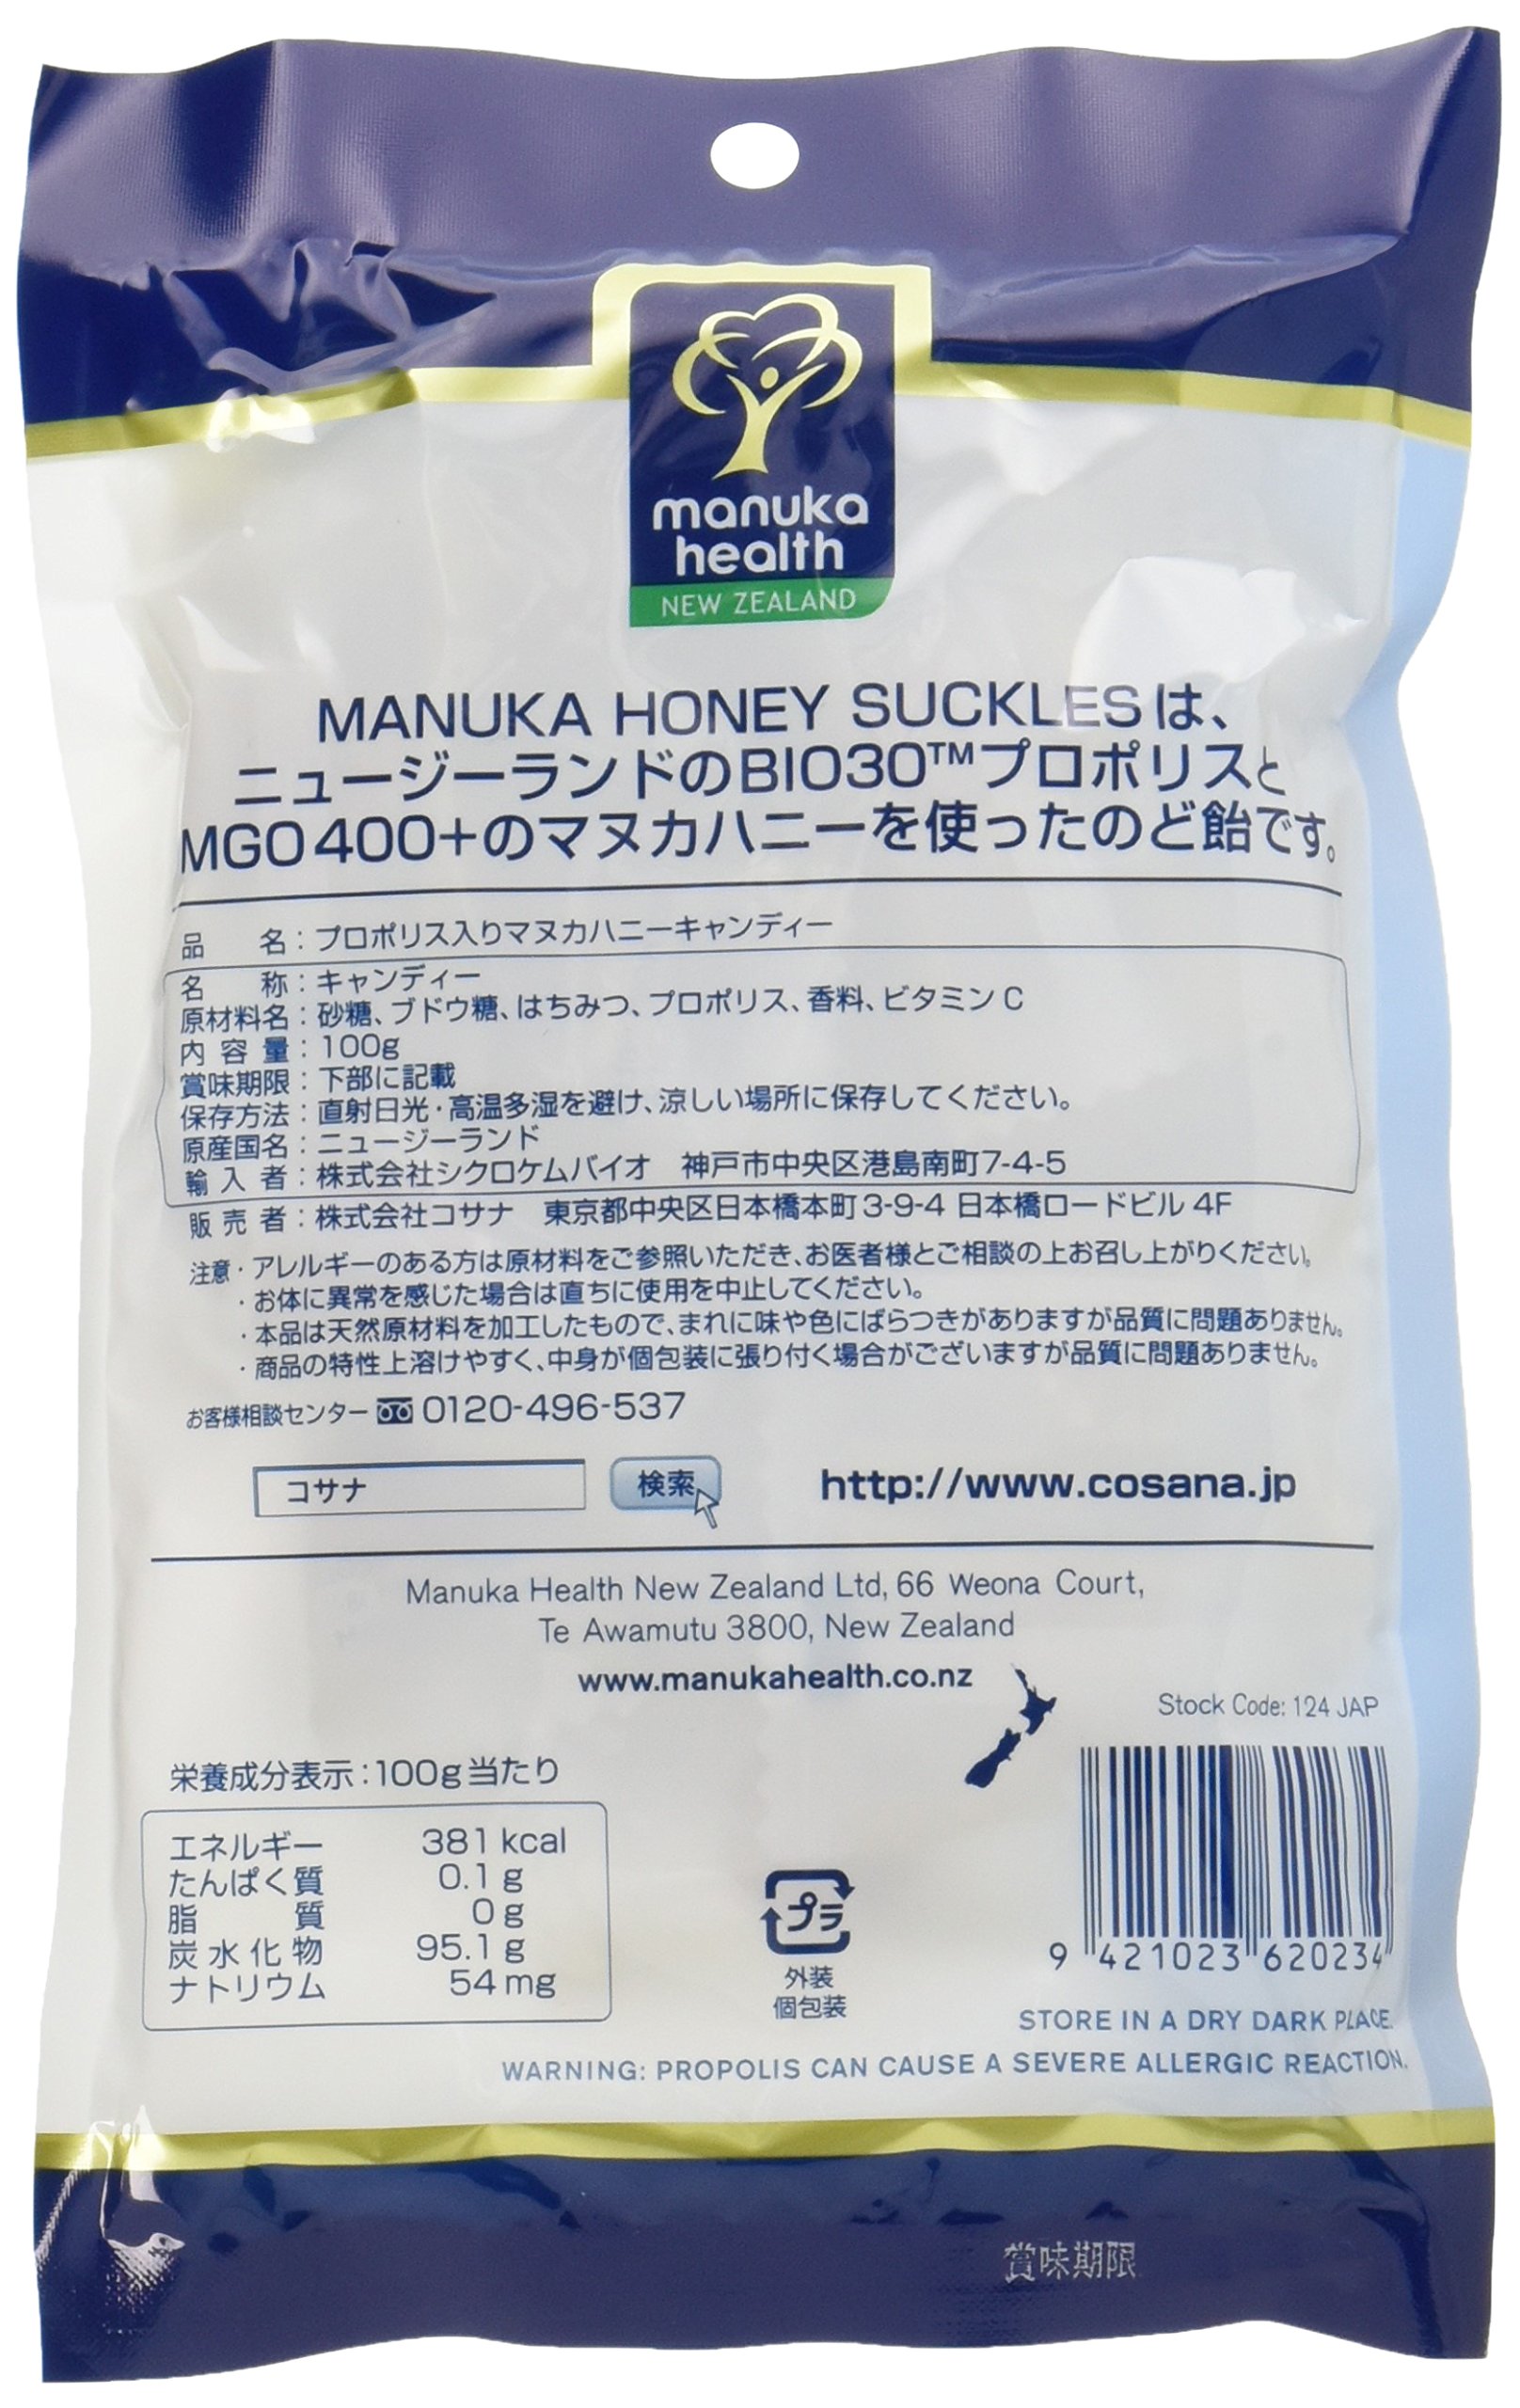 manuka
health
NEW ZEALAND
MANUKA HONEY SUCKLESは、
ニュージーランドのBIO30™プロポリスと
MGO400+のマヌカハニーを使ったのど飴です。
品名：プロポリス入りマヌカハニーキャンディー
名称：キャンディー
原材料名：砂糖、ブドウ糖、はちみつ、プロポリス、香料、ビタミンC
内容量：100g
賞味期限：下部に記載
保存方法：直射日光・高温多湿を避け、涼しい場所に保存してください。
原産国名：ニュージーランド
輸入者：株式会社シクロケムバイオ 神戸市中央区港島南町7-4-5
販売者：株式会社コサナ 東京都中央区日本橋本町3-9-4 日本橋ロードビル 4F
注意・アレルギーのある方は原材料をご参照いただき、お医者様とご相談の上お召し上がりください。
・お体に異常を感じた場合は直ちに使用を中止してください。
・本品は天然原材料を加工したもので、まれに味や色にばらつきがありますが品質に問題ありません。
・商品の特性上溶けやすく、中身が個包装に張り付く場合がございますが品質に問題ありません。
お客様相談センター 0120-496-537
コサナ 検索 http://www.cosana.jp
Manuka Health New Zealand Ltd, 66 Weona Court,
Te Awamutu 3800, New Zealand
www.manukahealth.co.nz
Stock Code: 124 JAP
栄養成分表示：100g当たり
エネルギー 381 kcal
たんぱく質 0.1 g
脂質 0 g
炭水化物 95.1 g
ナトリウム 54 mg
プラ
外装
個包装
9 421023 620234
STORE IN A DRY DARK PLACE.
WARNING: PROPOLIS CAN CAUSE A SEVERE ALLERGIC REACTION.
賞味期限